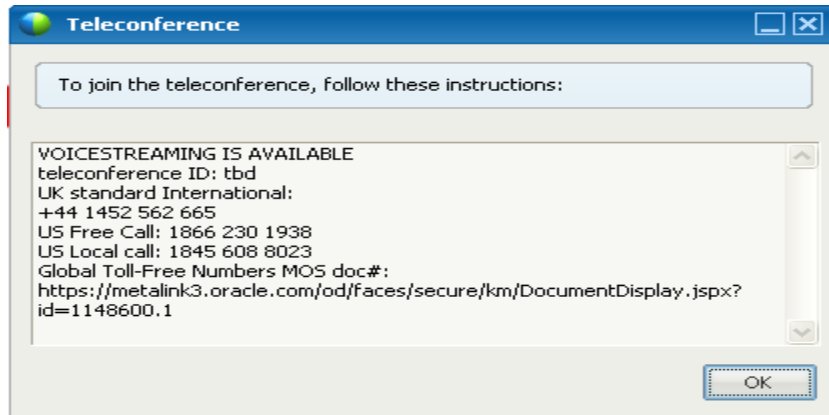 Teleconference
To join the teleconference, follow these instructions:
VOICESTREAMING IS AVAILABLE
teleconference ID: tbd
UK standard International:
+44 1452 562 665
US Free Call: 1866 230 1938
US Local call: 1845 608 8023
Global Toll-Free Numbers MOS doc#:
https://metalink3.oracle.com/od/faces/secure/km/DocumentDisplay.jspx?
id=1148600.1
OK